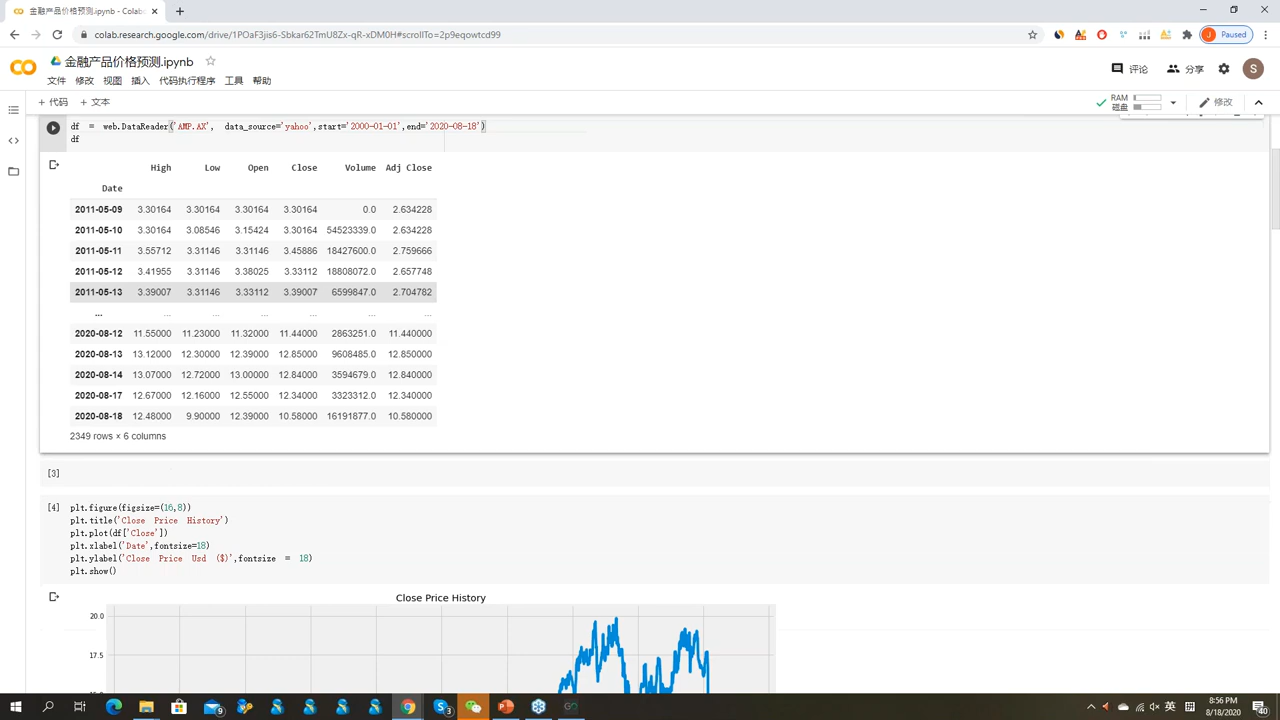 金融产品价格预测.ipynb - Colab
colab.research.google.com/drive/1POaF3jis6-Sbkar62TmU8Zx-qR-xDM0H#scrollTo=2p9eqowtcd99
J Paused
金融产品价格预测.ipynb
评论 分享 S
文件 修改 视图 插入 代码执行程序 工具 帮助
+ 代码 + 文本
RAM
磁盘
修改
df = web.DataReader('AMP.AX', data_source='yahoo',start='2000-01-01',end='2020-08-18')
df
High Low Open Close Volume Adj Close
Date
2011-05-09 3.30164 3.30164 3.30164 3.30164 0.0 2.634228
2011-05-10 3.30164 3.08546 3.15424 3.30164 54523339.0 2.634228
2011-05-11 3.55712 3.31146 3.31146 3.45886 18427600.0 2.759666
2011-05-12 3.41955 3.31146 3.38025 3.33112 18808072.0 2.657748
2011-05-13 3.39007 3.31146 3.33112 3.39007 6599847.0 2.704782
... ... ... ... ... ... ...
2020-08-12 11.55000 11.23000 11.32000 11.44000 2863251.0 11.440000
2020-08-13 13.12000 12.30000 12.39000 12.85000 9608485.0 12.850000
2020-08-14 13.07000 12.72000 13.00000 12.84000 3594679.0 12.840000
2020-08-17 12.67000 12.16000 12.55000 12.34000 3323312.0 12.340000
2020-08-18 12.48000 9.90000 12.39000 10.58000 16191877.0 10.580000
2349 rows × 6 columns
[3]
[4] plt.figure(figsize=(16,8))
plt.title('Close Price History')
plt.plot(df['Close'])
plt.xlabel('Date',fontsize=18)
plt.ylabel('Close Price Usd ($)',fontsize = 18)
plt.show()
Close Price History
20.0
17.5
英
8:56 PM
8/18/2020
40